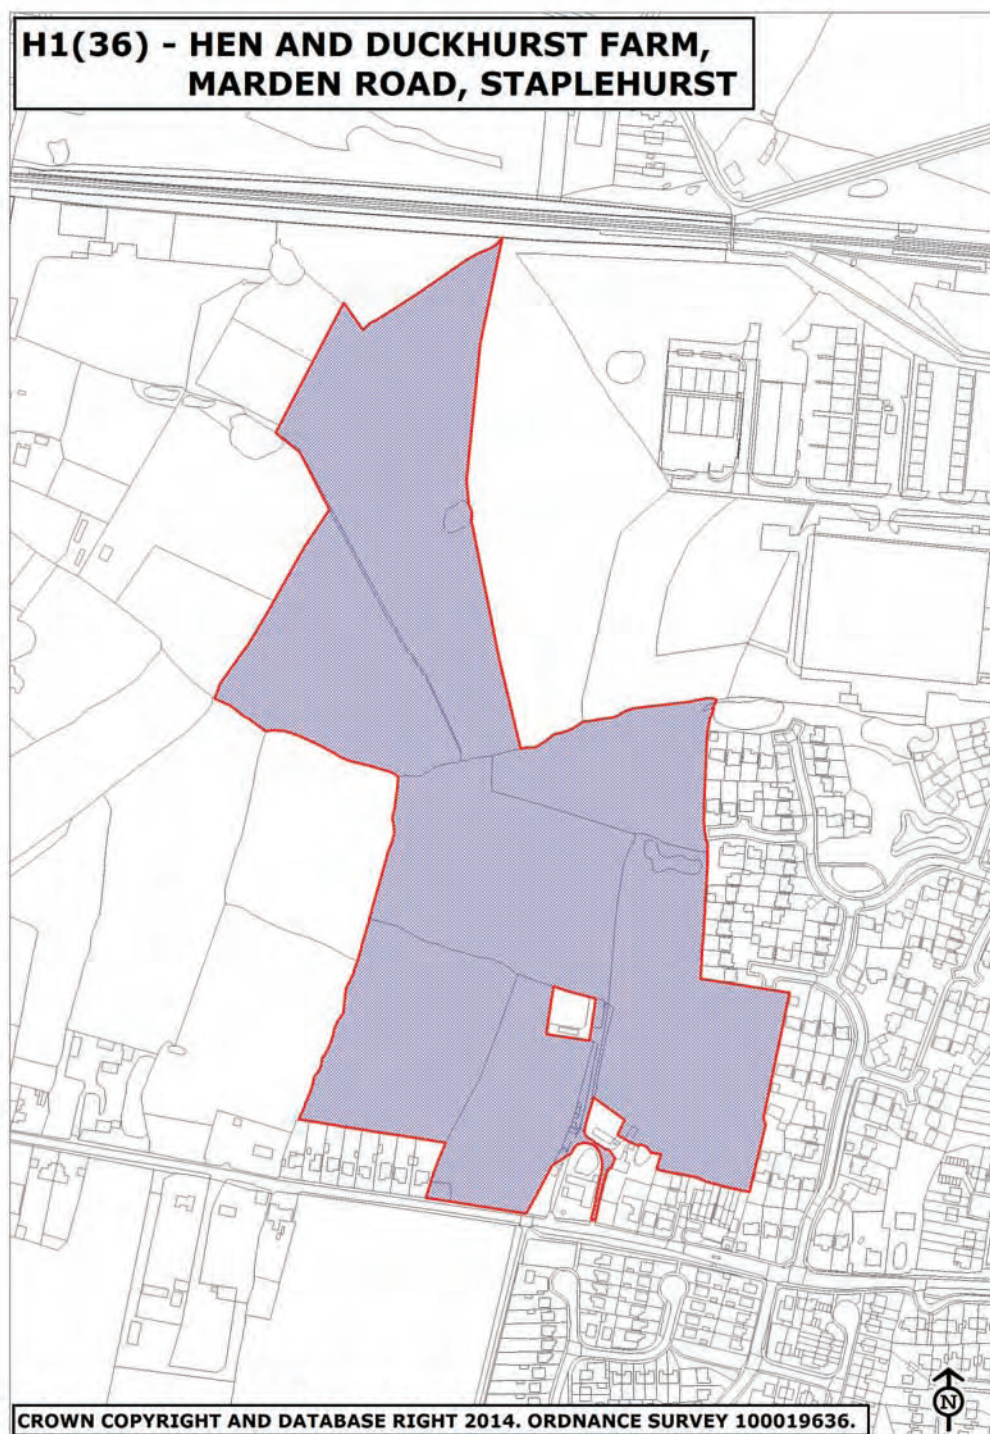 H1(36) - HEN AND DUCKHURST FARM,
MARDEN ROAD, STAPLEHURST
N
CROWN COPYRIGHT AND DATABASE RIGHT 2014. ORDNANCE SURVEY 100019636.